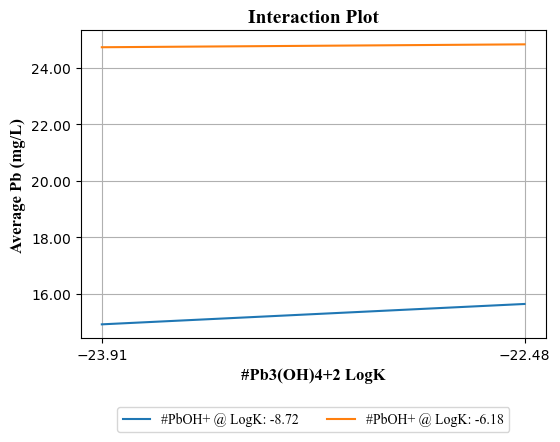 Interaction Plot
24.00
22.00
20.00
18.00
16.00
Average Pb (mg/L)
−23.91 −22.48
#Pb3(OH)4+2 LogK
#PbOH+ @ LogK: -8.72 #PbOH+ @ LogK: -6.18